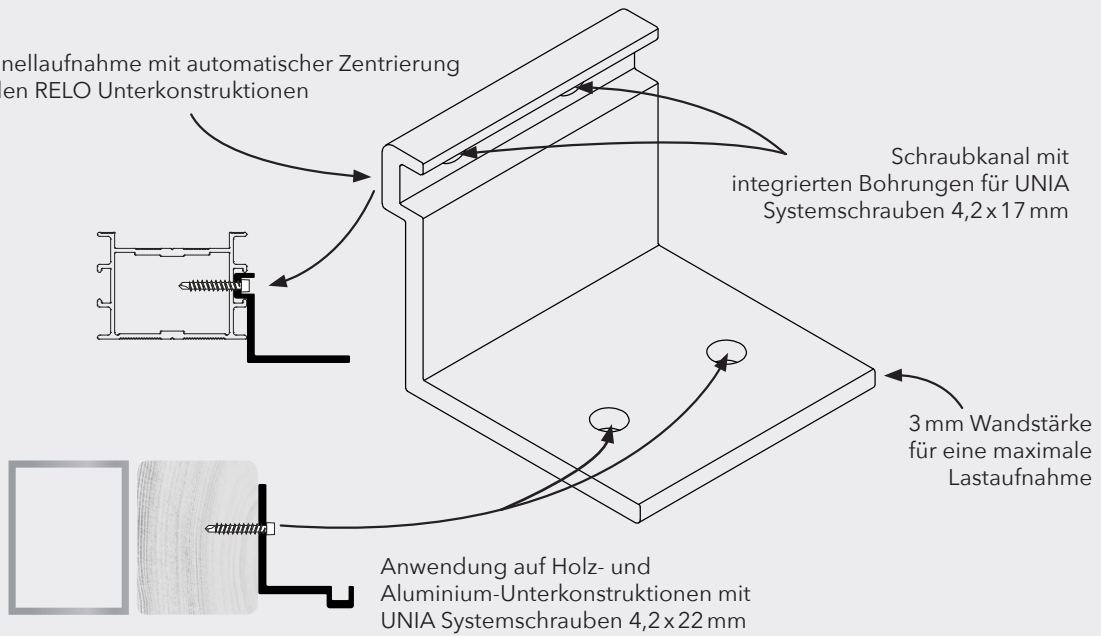 nellaufnahme mit automatischer Zentrierung
den RELO Unterkonstruktionen
Schraubkanal mit
integrierten Bohrungen für UNIA
Systemschrauben 4,2 x 17 mm
3 mm Wandstärke
für eine maximale
Lastaufnahme
Anwendung auf Holz- und
Aluminium-Unterkonstruktionen mit
UNIA Systemschrauben 4,2 x 22 mm